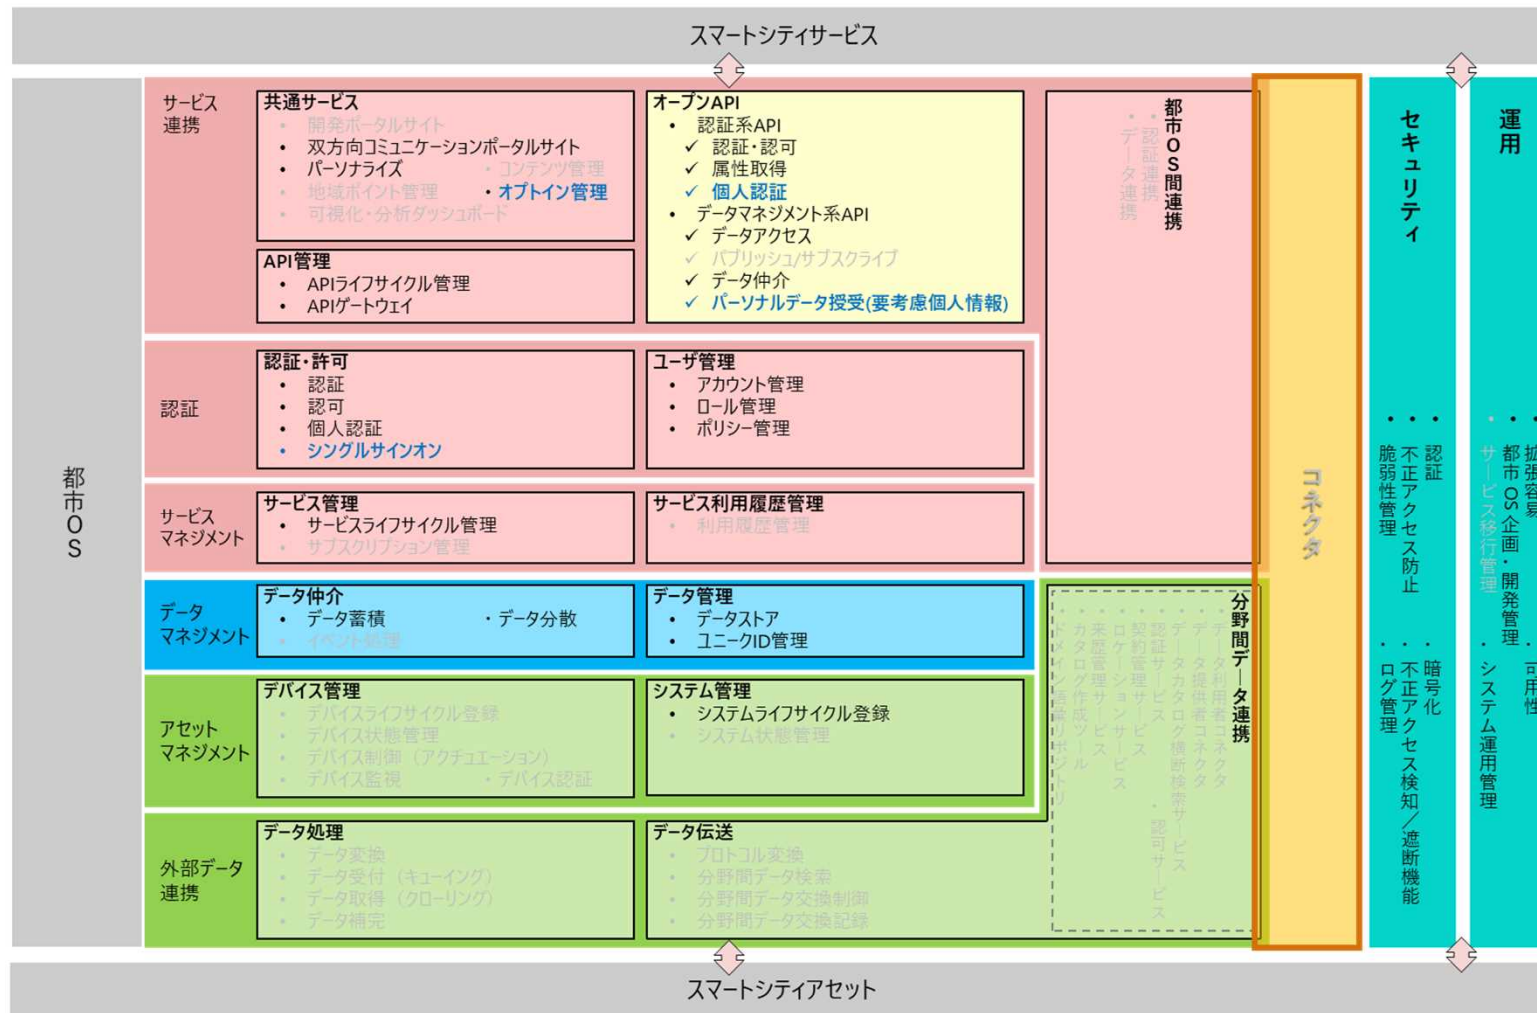 スマートシティサービス
都市OS
サービス
連携
共通サービス
・ 開発ポータルサイト
・ 双方向コミュニケーションポータルサイト
・ パーソナライズ ・コンテンツ管理
・ 地域ポイント管理 ・オプトイン管理
・ 可視化・分析ダッシュボード
API管理
・ APIライフサイクル管理
・ APIゲートウェイ
オープンAPI
・ 認証系API
✓ 認証・認可
✓ 属性取得
✓ 個人認証
・ データマネジメント系API
✓ データアクセス
✓ パブリッシュ/サブスクライブ
✓ データ仲介
✓ パーソナルデータ授受(要考慮個人情報)
都市OS間連携
・認証連携
・データ連携
認証
認証・許可
・ 認証
・ 認可
・ 個人認証
・ シングルサインオン
ユーザ管理
・ アカウント管理
・ ロール管理
・ ポリシー管理
サービス
マネジメント
サービス管理
・ サービスライフサイクル管理
・ サブスクリプション管理
サービス利用履歴管理
・ 利用履歴管理
データ
マネジメント
データ仲介
・ データ蓄積 ・データ分散
・ イベント処理
データ管理
・ データストア
・ ユニークID管理
アセット
マネジメント
デバイス管理
・ デバイスライフサイクル登録
・ デバイス状態管理
・ デバイス制御（アクチュエーション）
・ デバイス監視 ・デバイス認証
システム管理
・ システムライフサイクル登録
・ システム状態管理
外部データ
連携
データ処理
・ データ変換
・ データ受付（キューイング）
・ データ取得（クローリング）
・ データ補完
データ伝送
・ プロトコル変換
・ 分野間データ検索
・ 分野間データ交換制御
・ 分野間データ交換記録
分野間データ連携
・データ利用者コネクタ
・データ提供者コネクタ
・データカタログ横断検索サービス
・認証サービス ・認可サービス
・契約管理サービス
・ロケーションサービス
・来歴管理サービス
・カタログ作成ツール
・ドメイン語彙リポジトリ
コネクタ
セキュリティ
・認証 ・暗号化
・不正アクセス防止 ・不正アクセス検知／遮断機能
・脆弱性管理 ・ログ管理
運用
・拡張容易 ・可用性
・都市OS企画・開発管理
・サービス移行管理 ・システム運用管理
スマートシティアセット